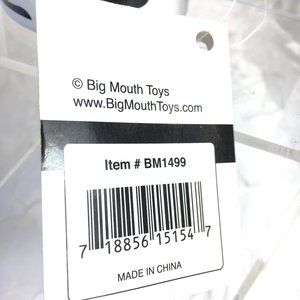 © Big Mouth Toys
www.BigMouthToys.com
Item # BM1499
7 18856 15154 7
MADE IN CHINA